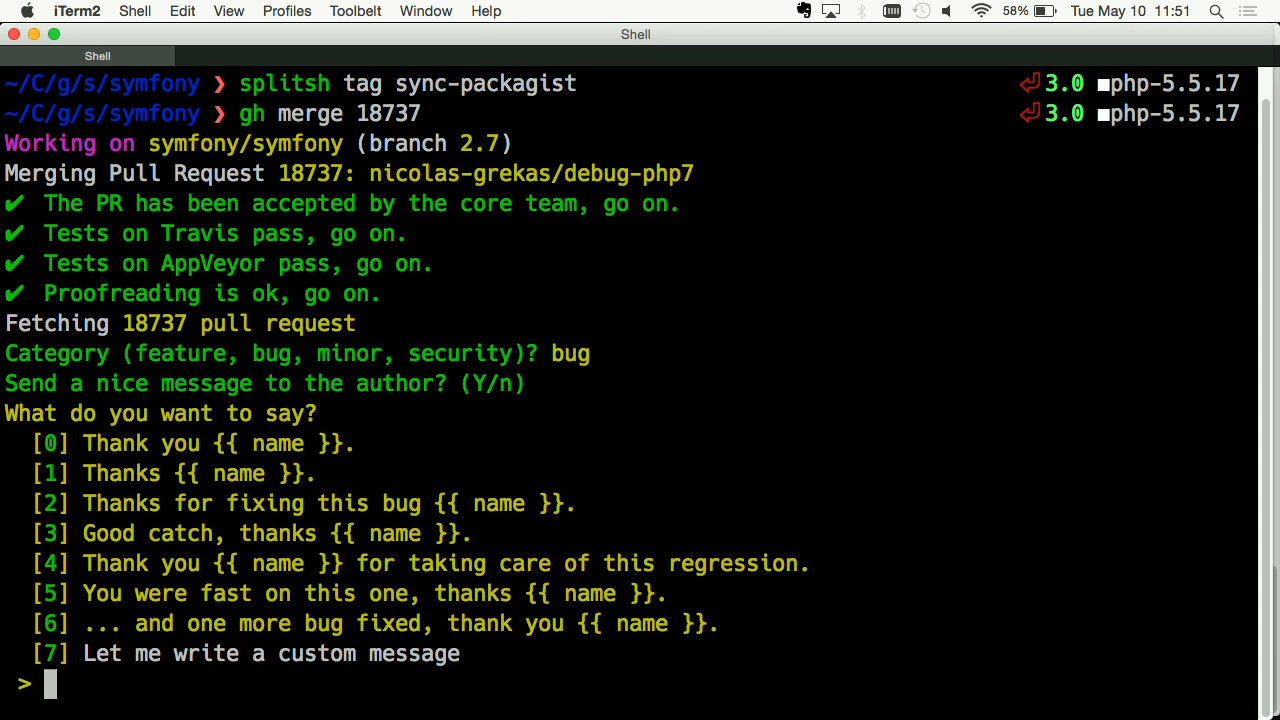 iTerm2 Shell Edit View Profiles Toolbelt Window Help 58% Tue May 10 11:51
Shell
Shell
~/C/g/s/symfony ❯ splitsh tag sync-packagist ⏎ 3.0 ■php-5.5.17
~/C/g/s/symfony ❯ gh merge 18737 ⏎ 3.0 ■php-5.5.17
Working on symfony/symfony (branch 2.7)
Merging Pull Request 18737: nicolas-grekas/debug-php7
✔ The PR has been accepted by the core team, go on.
✔ Tests on Travis pass, go on.
✔ Tests on AppVeyor pass, go on.
✔ Proofreading is ok, go on.
Fetching 18737 pull request
Category (feature, bug, minor, security)? bug
Send a nice message to the author? (Y/n)
What do you want to say?
[0] Thank you {{ name }}.
[1] Thanks {{ name }}.
[2] Thanks for fixing this bug {{ name }}.
[3] Good catch, thanks {{ name }}.
[4] Thank you {{ name }} for taking care of this regression.
[5] You were fast on this one, thanks {{ name }}.
[6] ... and one more bug fixed, thank you {{ name }}.
[7] Let me write a custom message
>